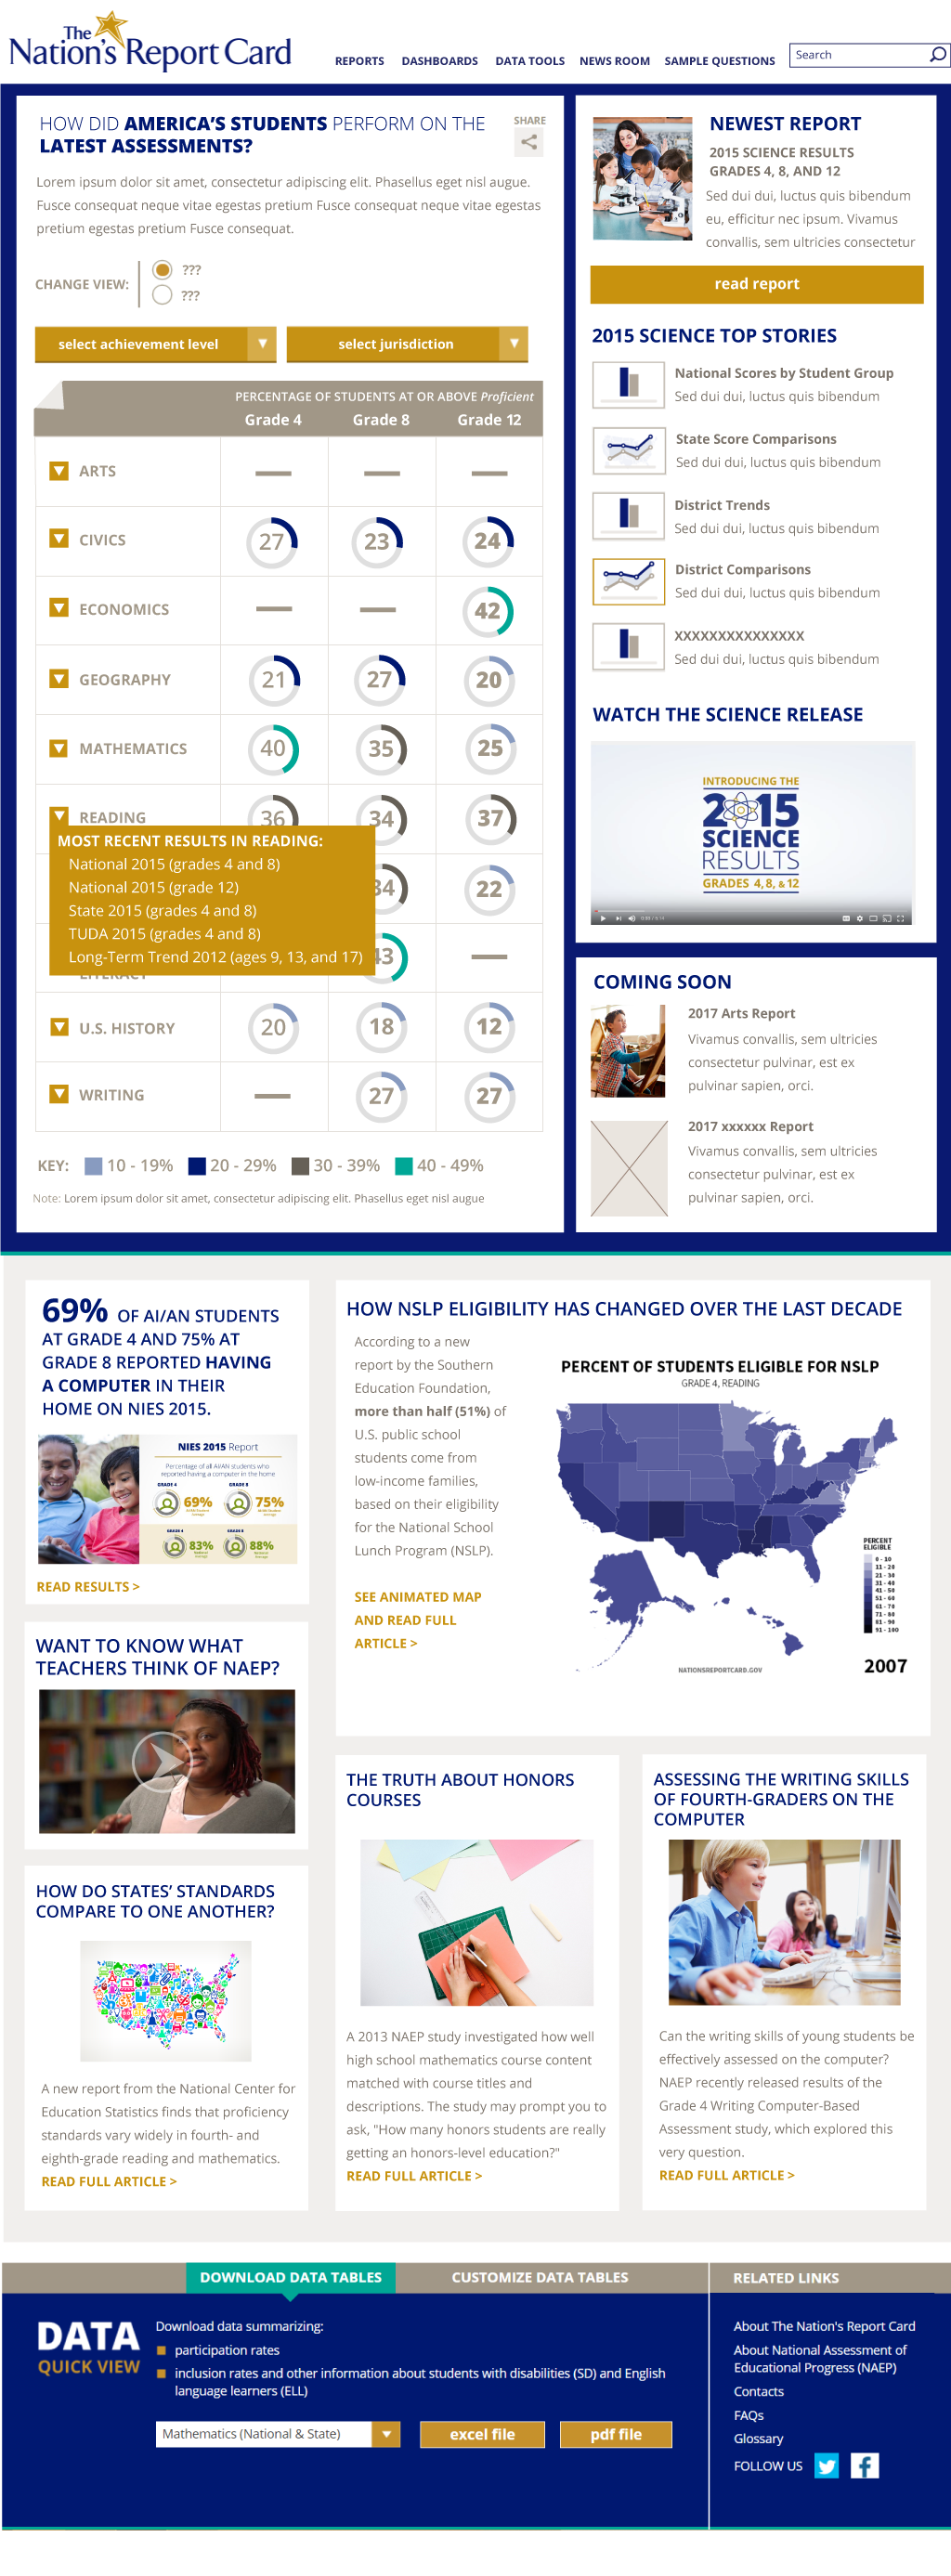 The
Nation's Report Card
REPORTS DASHBOARDS DATA TOOLS NEWS ROOM SAMPLE QUESTIONS Search
HOW DID AMERICA'S STUDENTS PERFORM ON THE
LATEST ASSESSMENTS?
SHARE
Lorem ipsum dolor sit amet, consectetur adipiscing elit. Phasellus eget nisl augue.
Fusce consequat neque vitae egestas pretium Fusce consequat neque vitae egestas
pretium egestas pretium Fusce consequat.
CHANGE VIEW:
???
???
select achievement level
select jurisdiction
PERCENTAGE OF STUDENTS AT OR ABOVE Proficient
Grade 4 Grade 8 Grade 12
ARTS — — —
CIVICS 27 23 24
ECONOMICS — — 42
GEOGRAPHY 21 27 20
MATHEMATICS 40 35 25
READING 36 34 37
MOST RECENT RESULTS IN READING:
National 2015 (grades 4 and 8)
National 2015 (grade 12)
State 2015 (grades 4 and 8)
TUDA 2015 (grades 4 and 8)
Long-Term Trend 2012 (ages 9, 13, and 17)
34 22
43 —
LITERACY
U.S. HISTORY 20 18 12
WRITING — 27 27
KEY: 10 - 19% 20 - 29% 30 - 39% 40 - 49%
Note: Lorem ipsum dolor sit amet, consectetur adipiscing elit. Phasellus eget nisl augue
NEWEST REPORT
2015 SCIENCE RESULTS
GRADES 4, 8, AND 12
Sed dui dui, luctus quis bibendum
eu, efficitur nec ipsum. Vivamus
convallis, sem ultricies consectetur
read report
2015 SCIENCE TOP STORIES
National Scores by Student Group
Sed dui dui, luctus quis bibendum
State Score Comparisons
Sed dui dui, luctus quis bibendum
District Trends
Sed dui dui, luctus quis bibendum
District Comparisons
Sed dui dui, luctus quis bibendum
XXXXXXXXXXXXXXX
Sed dui dui, luctus quis bibendum
WATCH THE SCIENCE RELEASE
INTRODUCING THE
2015
SCIENCE
RESULTS
GRADES 4, 8, & 12
COMING SOON
2017 Arts Report
Vivamus convallis, sem ultricies
consectetur pulvinar, est ex
pulvinar sapien, orci.
2017 xxxxxx Report
Vivamus convallis, sem ultricies
consectetur pulvinar, est ex
pulvinar sapien, orci.
69% OF AI/AN STUDENTS
AT GRADE 4 AND 75% AT
GRADE 8 REPORTED HAVING
A COMPUTER IN THEIR
HOME ON NIES 2015.
NIES 2015 Report
Percentage of all AI/AN students who
reported having a computer in the home
GRADE 4 GRADE 8
69% 75%
GRADE 4 GRADE 8
83% 88%
READ RESULTS >
HOW NSLP ELIGIBILITY HAS CHANGED OVER THE LAST DECADE
According to a new
report by the Southern
Education Foundation,
more than half (51%) of
U.S. public school
students come from
low-income families,
based on their eligibility
for the National School
Lunch Program (NSLP).
SEE ANIMATED MAP
AND READ FULL
ARTICLE >
PERCENT OF STUDENTS ELIGIBLE FOR NSLP
GRADE 4, READING
PERCENT
ELIGIBLE
0 - 10
11 - 20
21 - 30
31 - 40
41 - 50
51 - 60
61 - 70
71 - 80
81 - 90
91 - 100
NATIONSREPORTCARD.GOV
2007
WANT TO KNOW WHAT
TEACHERS THINK OF NAEP?
HOW DO STATES' STANDARDS
COMPARE TO ONE ANOTHER?
A new report from the National Center for
Education Statistics finds that proficiency
standards vary widely in fourth- and
eighth-grade reading and mathematics.
READ FULL ARTICLE >
THE TRUTH ABOUT HONORS
COURSES
A 2013 NAEP study investigated how well
high school mathematics course content
matched with course titles and
descriptions. The study may prompt you to
ask, "How many honors students are really
getting an honors-level education?"
READ FULL ARTICLE >
ASSESSING THE WRITING SKILLS
OF FOURTH-GRADERS ON THE
COMPUTER
Can the writing skills of young students be
effectively assessed on the computer?
NAEP recently released results of the
Grade 4 Writing Computer-Based
Assessment study, which explored this
very question.
READ FULL ARTICLE >
DOWNLOAD DATA TABLES CUSTOMIZE DATA TABLES
DATA
QUICK VIEW
Download data summarizing:
participation rates
inclusion rates and other information about students with disabilities (SD) and English
language learners (ELL)
Mathematics (National & State) excel file pdf file
RELATED LINKS
About The Nation's Report Card
About National Assessment of
Educational Progress (NAEP)
Contacts
FAQs
Glossary
FOLLOW US